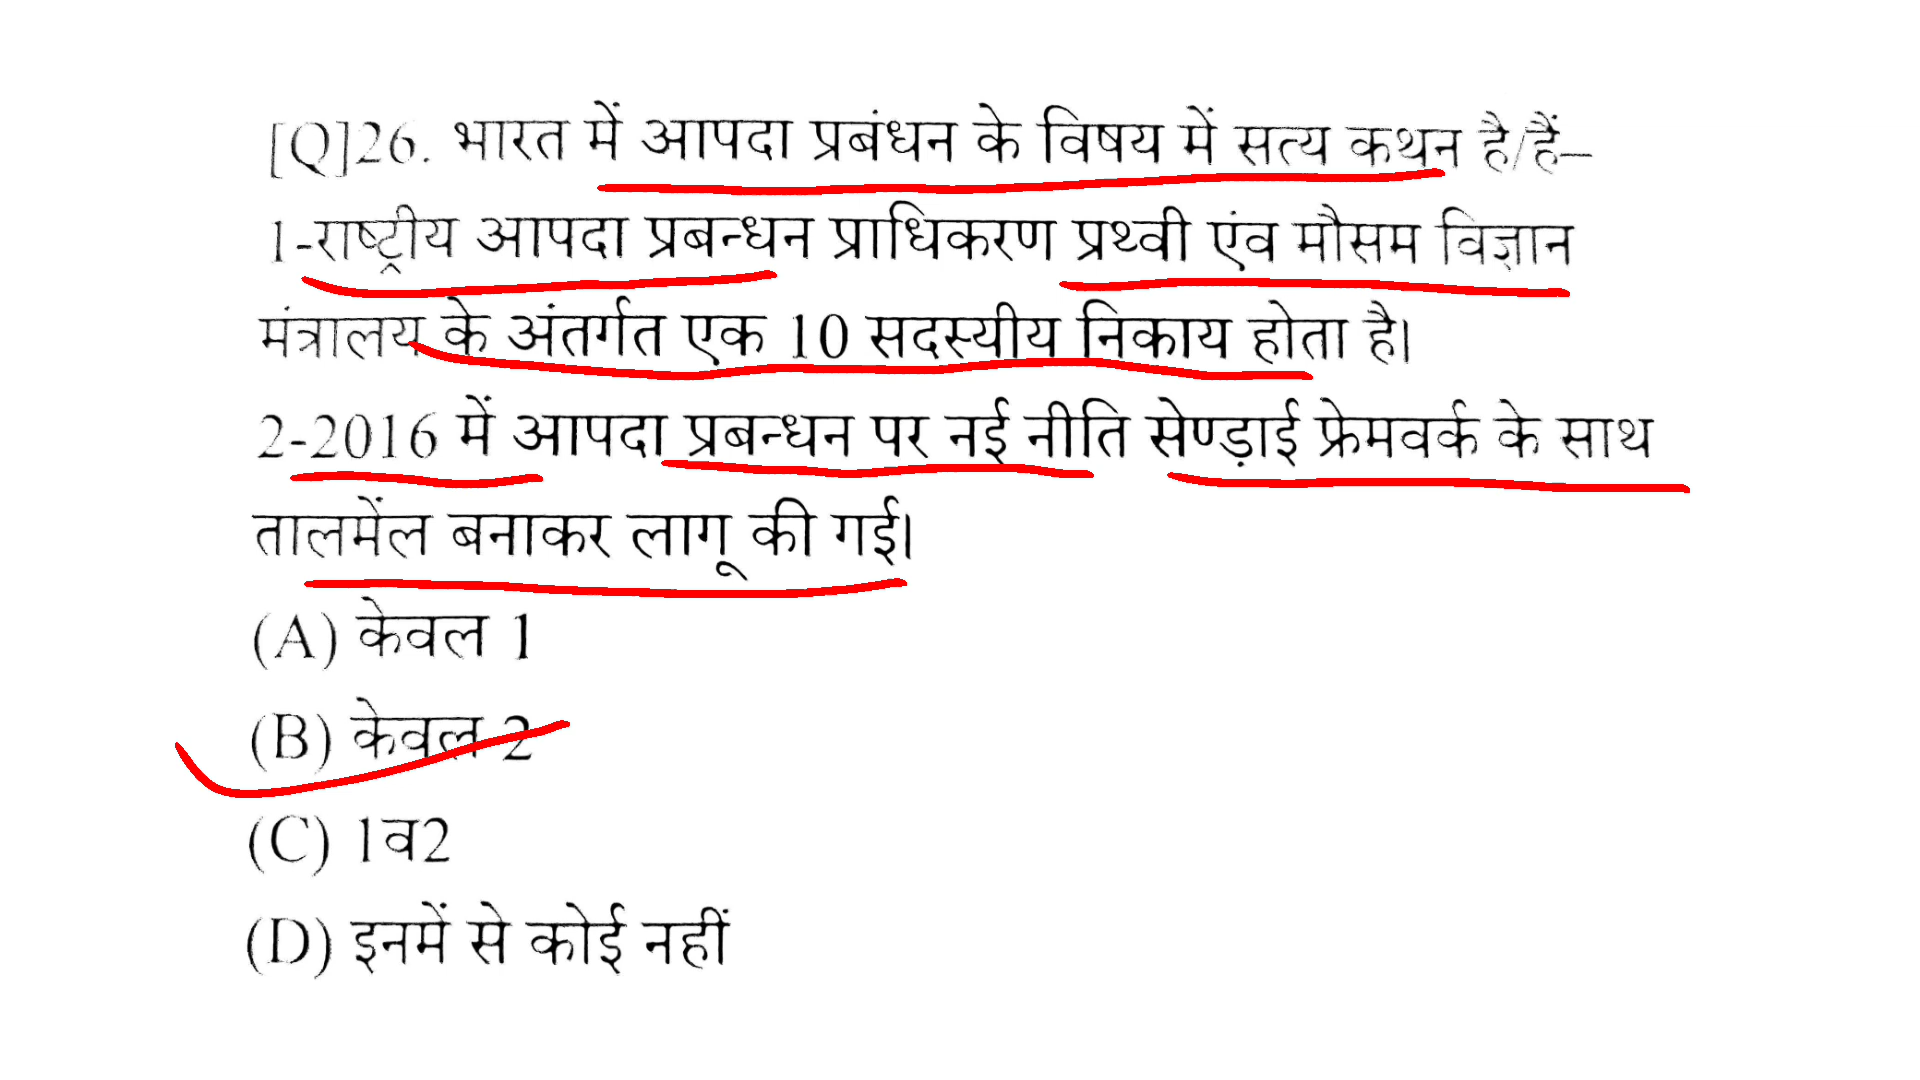 [Q]26. भारत में आपदा प्रबंधन के विषय में सत्य कथन है/हैं–
1-राष्ट्रीय आपदा प्रबन्धन प्राधिकरण प्रथ्वी एंव मौसम विज्ञान
मंत्रालय के अंतर्गत एक 10 सदस्यीय निकाय होता है।
2-2016 में आपदा प्रबन्धन पर नई नीति सेण्ड़ाई फ्रेमवर्क के साथ
तालमेंल बनाकर लागू की गई।
(A) केवल 1
(B) केवल 2
(C) 1व2
(D) इनमें से कोई नहीं